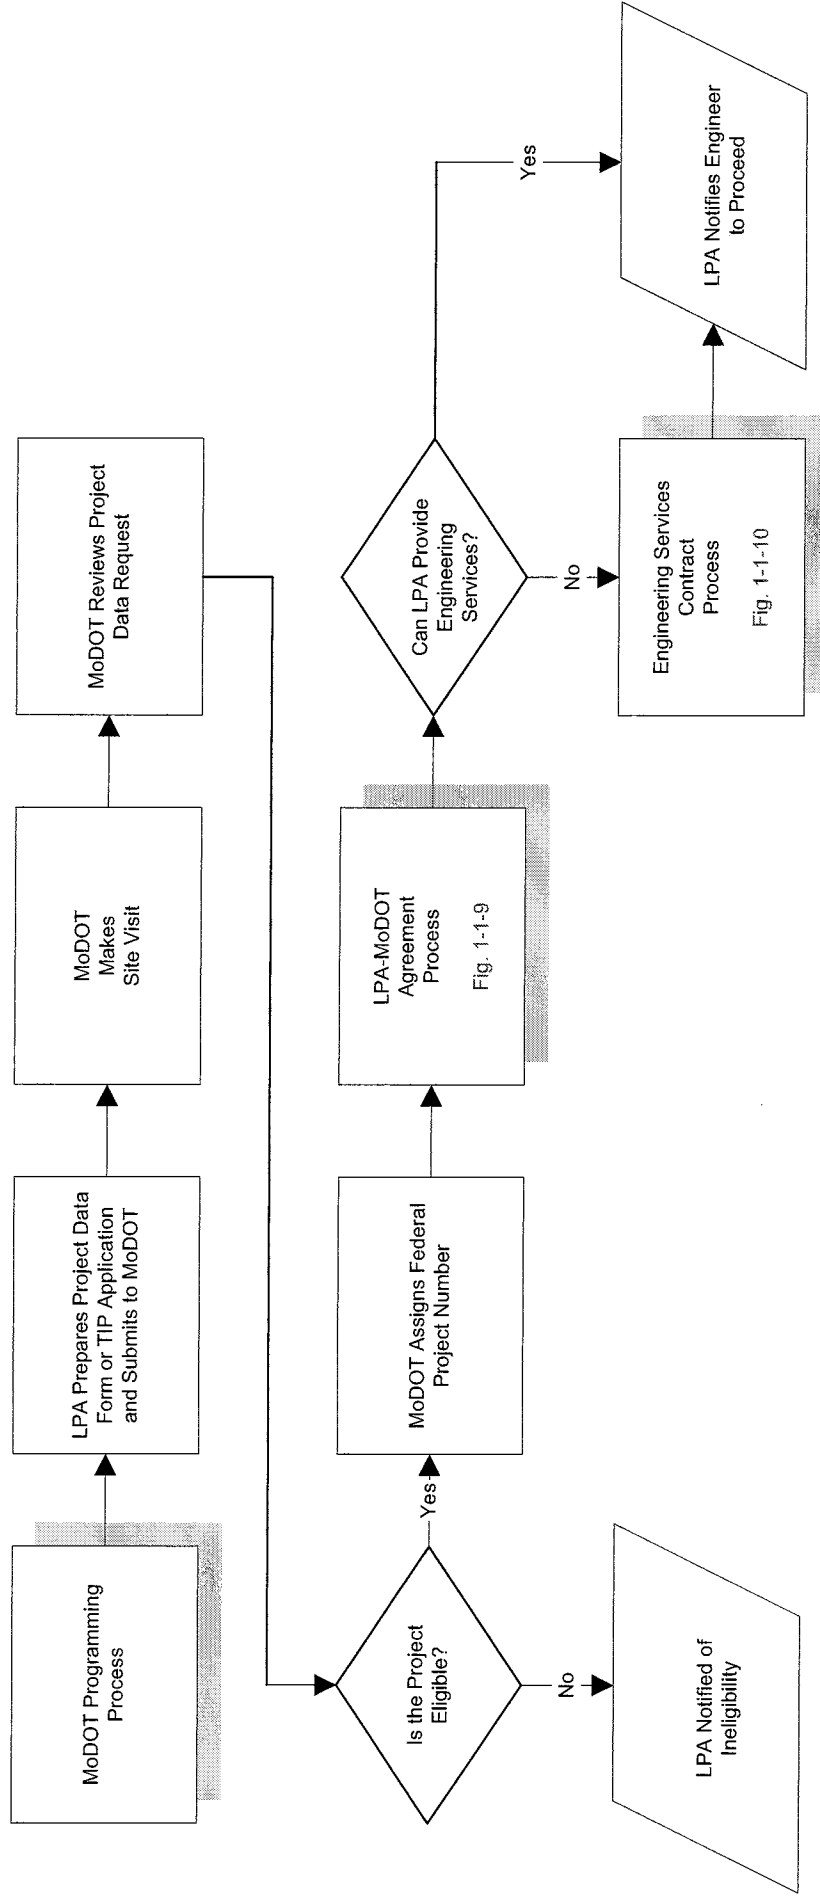 MoDOT Programming
Process
LPA Prepares Project Data
Form or TIP Application
and Submits to MoDOT
MoDOT
Makes
Site Visit
MoDOT Reviews Project
Data Request
Is the Project
Eligible?
Yes
No
LPA Notified of
Ineligibility
MoDOT Assigns Federal
Project Number
LPA-MoDOT
Agreement
Process
Fig. 1-1-9
Can LPA Provide
Engineering
Services?
Yes
No
Engineering Services
Contract
Process
Fig. 1-1-10
LPA Notifies Engineer
to Proceed